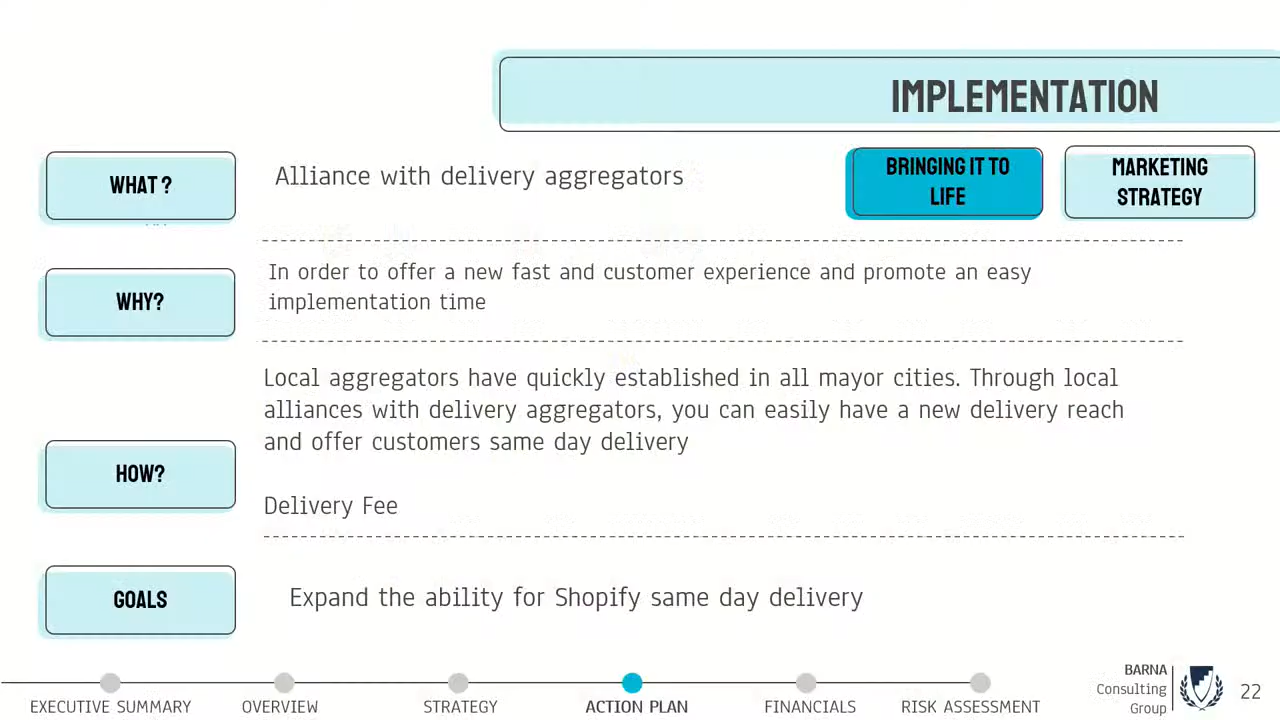 IMPLEMENTATION
WHAT ?
Alliance with delivery aggregators
BRINGING IT TO
LIFE
MARKETING
STRATEGY
WHY?
In order to offer a new fast and customer experience and promote an easy
implementation time
HOW?
Local aggregators have quickly established in all mayor cities. Through local
alliances with delivery aggregators, you can easily have a new delivery reach
and offer customers same day delivery
Delivery Fee
GOALS
Expand the ability for Shopify same day delivery
EXECUTIVE SUMMARY
OVERVIEW
STRATEGY
ACTION PLAN
FINANCIALS
RISK ASSESSMENT
BARNA
Consulting
Group
22